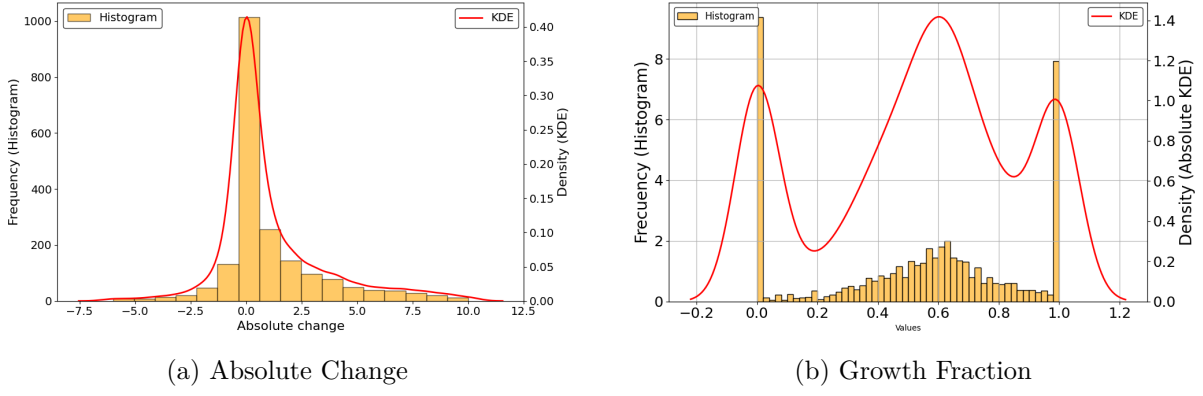 Histogram
KDE
1000
800
600
400
200
0
Frequency (Histogram)
0.40
0.35
0.30
0.25
0.20
0.15
0.10
0.05
0.00
Density (KDE)
−7.5 −5.0 −2.5 0.0 2.5 5.0 7.5 10.0 12.5
Absolute change
(a) Absolute Change
Histogram
KDE
8
6
4
2
0
Frecuency (Histogram)
1.4
1.2
1.0
0.8
0.6
0.4
0.2
0.0
Density (Absolute KDE)
−0.2 0.0 0.2 0.4 0.6 0.8 1.0 1.2
Values
(b) Growth Fraction